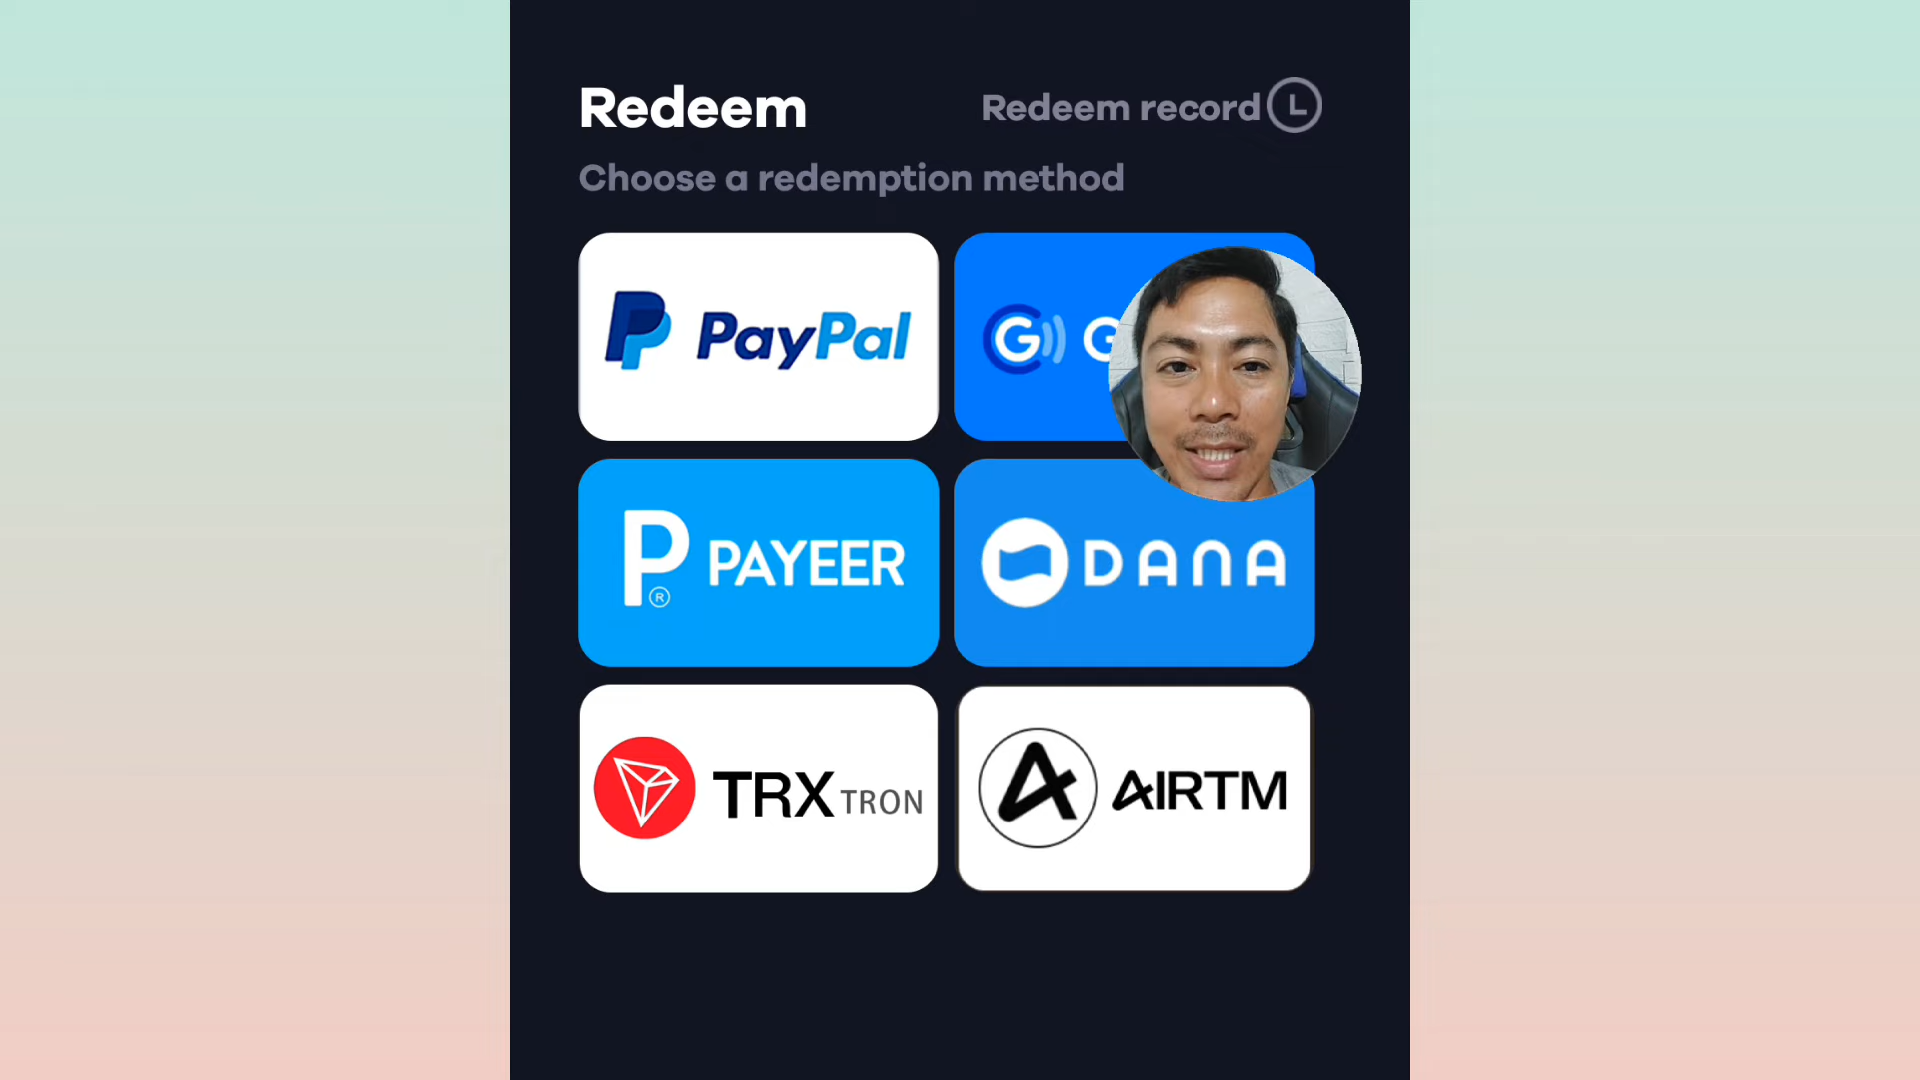 Redeem
Redeem record
Choose a redemption method
PayPal
PAYEER
DANA
TRX TRON
AIRTM